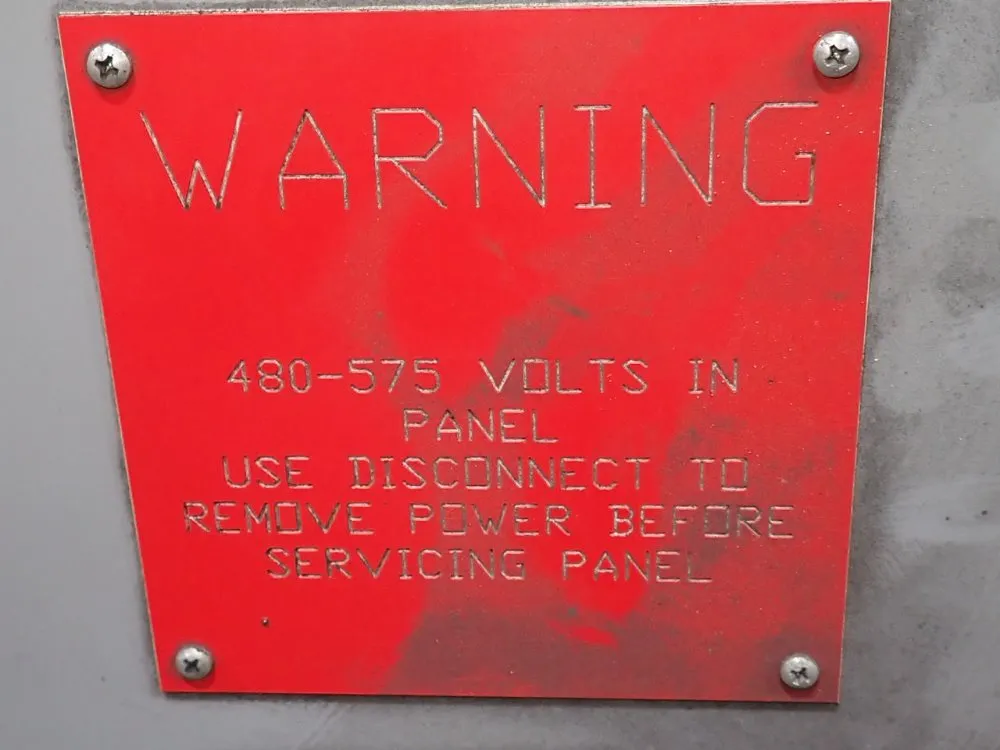 WARNING
480-575 VOLTS IN
PANEL
USE DISCONNECT TO
REMOVE POWER BEFORE
SERVICING PANEL